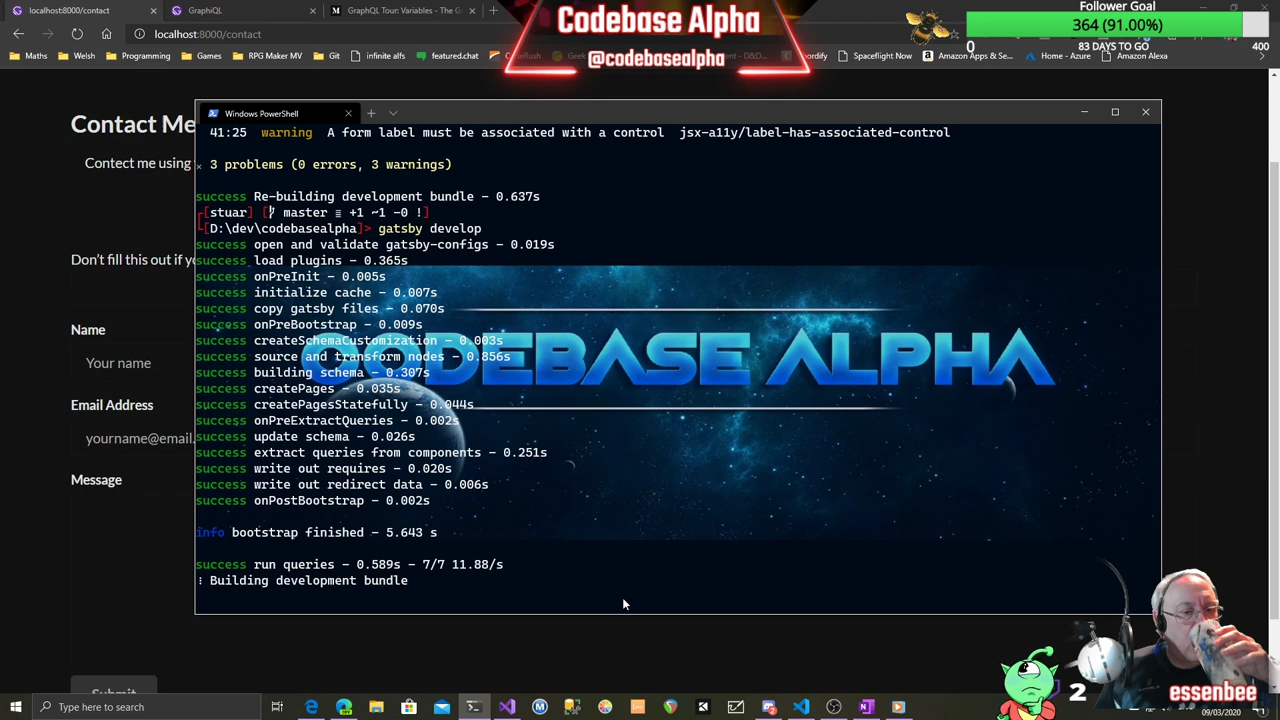 localhost:8000/contact
GraphiQL
GraphQL Tour: Variables - The G
Codebase Alpha
@codebasealpha
Follower Goal
364 (91.00%)
0
83 DAYS TO GO
400
localhost:8000/contact
Maths
Welsh
Programming
Games
RPG Maker MV
Git
infinite alfs
featured.chat
SpaceFlight Now
Amazon Apps & Se...
Home - Azure
Amazon Alexa
Contact Me
Contact me using
Don't fill this out if yo
Name
Your name
Email Address
yourname@email.
Message
Submit
Windows PowerShell
41:25 warning A form label must be associated with a control jsx-a11y/label-has-associated-control
× 3 problems (0 errors, 3 warnings)
success Re-building development bundle - 0.637s
[stuar] [ master ≡ +1 ~1 -0 !]
[D:\dev\codebasealpha]> gatsby develop
success open and validate gatsby-configs - 0.019s
success load plugins - 0.365s
success onPreInit - 0.005s
success initialize cache - 0.007s
success copy gatsby files - 0.070s
success onPreBootstrap - 0.009s
success createSchemaCustomization - 0.003s
success source and transform nodes - 0.856s
success building schema - 0.307s
success createPages - 0.035s
success createPagesStatefully - 0.044s
success onPreExtractQueries - 0.002s
success update schema - 0.026s
success extract queries from components - 0.251s
success write out requires - 0.020s
success write out redirect data - 0.006s
success onPostBootstrap - 0.002s
info bootstrap finished - 5.643 s
success run queries - 0.589s - 7/7 11.88/s
Building development bundle
CODEBASE ALPHA
2
essenbee
Type here to search
09/03/2020